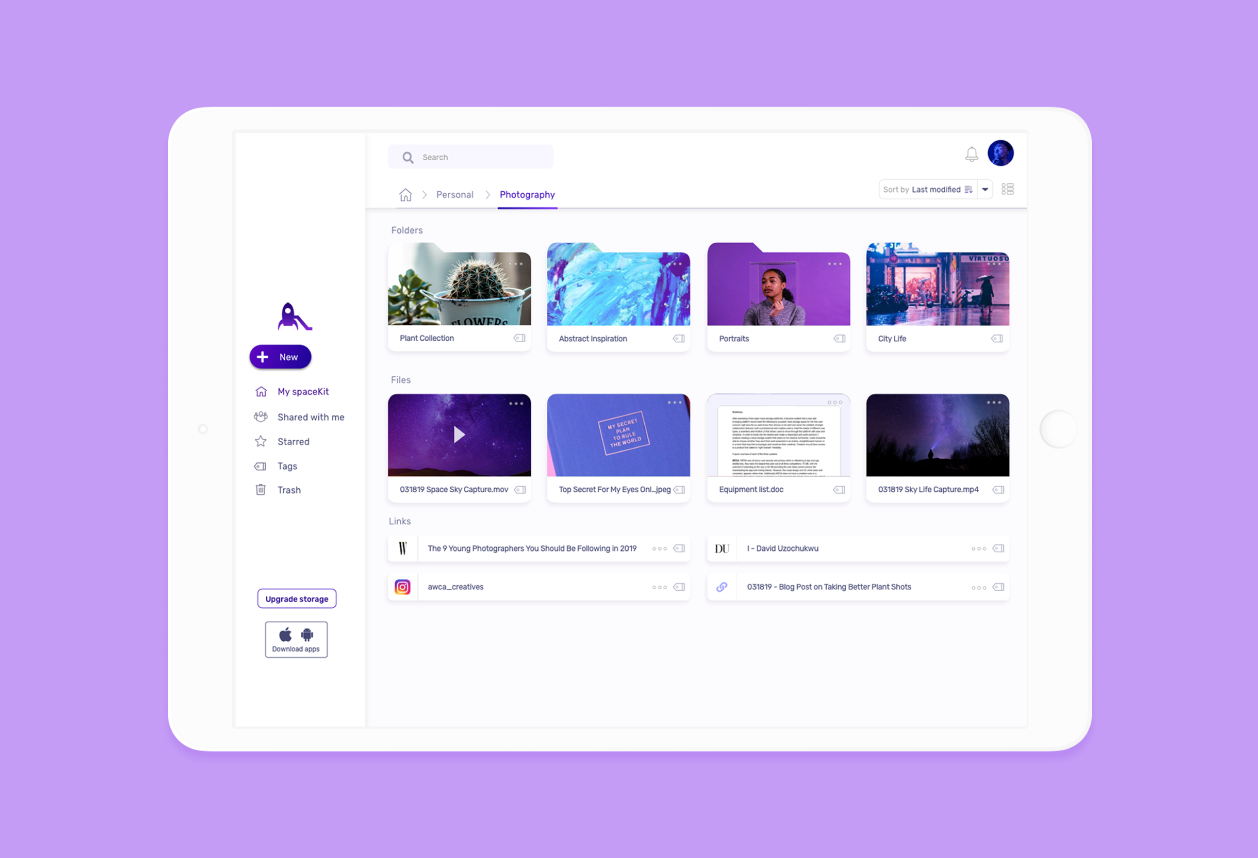 Search
Personal
Photography
Sort by Last modified
Folders
FLOWERS
VIRTUOSO
Plant Collection
Abstract Inspiration
Portraits
City Life
New
My spaceKit
Shared with me
Starred
Tags
Trash
Upgrade storage
Download apps
Files
MY SECRET
PLAN
TO RULE
THE WORLD
031819 Space Sky Capture.mov
Top Secret For My Eyes Onl...jpeg
Equipment list.doc
031819 Sky Life Capture.mp4
Links
W
The 9 Young Photographers You Should Be Following in 2019
DU
I - David Uzochukwu
awca_creatives
031819 - Blog Post on Taking Better Plant Shots